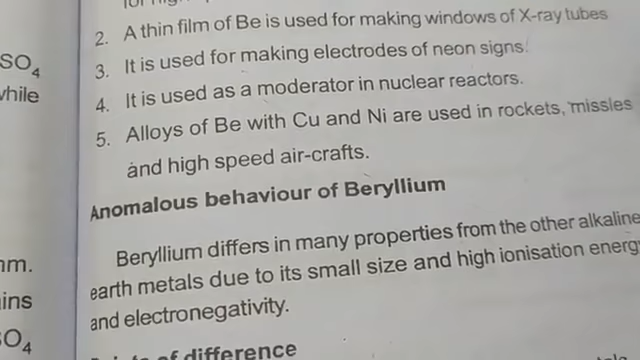 SO4
while
2. A thin film of Be is used for making windows of X-ray tubes
3. It is used for making electrodes of neon signs.
4. It is used as a moderator in nuclear reactors.
5. Alloys of Be with Cu and Ni are used in rockets, missles
and high speed air-crafts.
Anomalous behaviour of Beryllium
Beryllium differs in many properties from the other alkaline
earth metals due to its small size and high ionisation energy
and electronegativity.
of difference